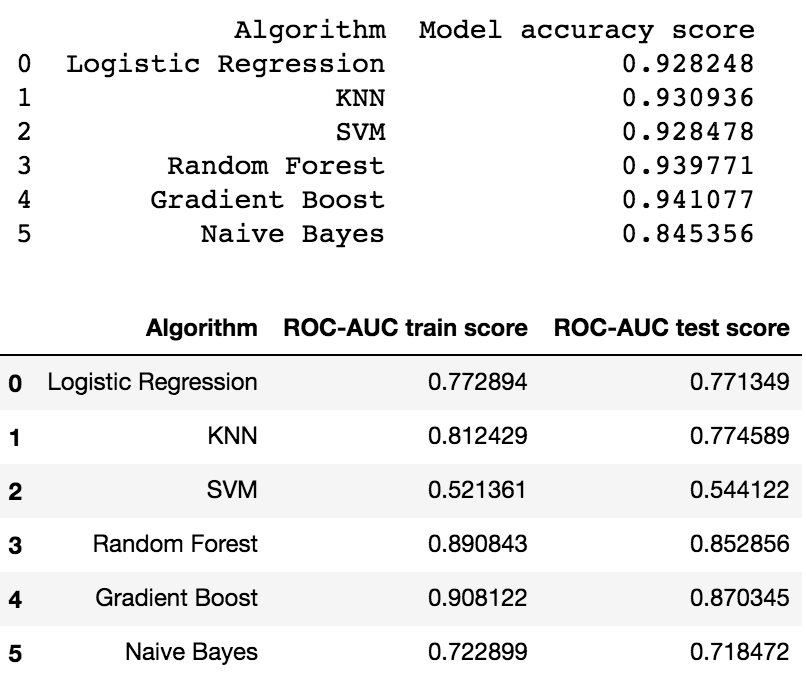 Algorithm Model accuracy score
0 Logistic Regression 0.928248
1 KNN 0.930936
2 SVM 0.928478
3 Random Forest 0.939771
4 Gradient Boost 0.941077
5 Naive Bayes 0.845356
Algorithm ROC-AUC train score ROC-AUC test score
0 Logistic Regression 0.772894 0.771349
1 KNN 0.812429 0.774589
2 SVM 0.521361 0.544122
3 Random Forest 0.890843 0.852856
4 Gradient Boost 0.908122 0.870345
5 Naive Bayes 0.722899 0.718472